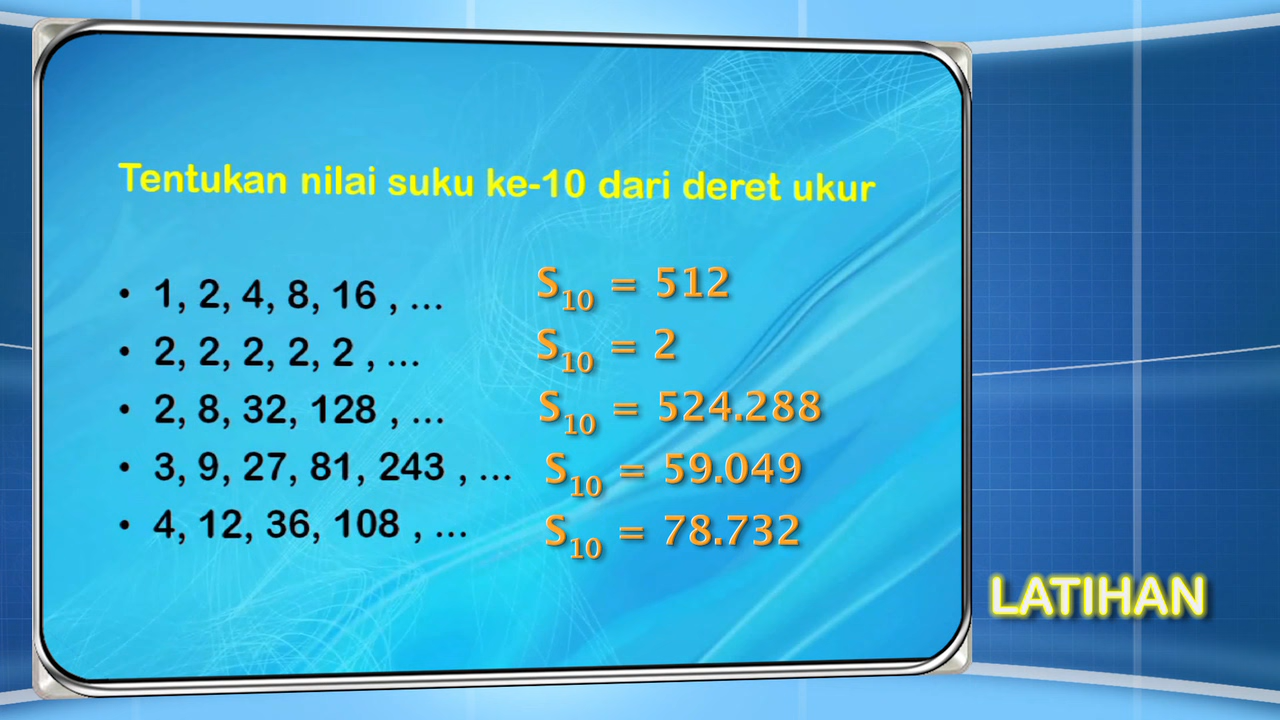 Tentukan nilai suku ke-10 dari deret ukur
• 1, 2, 4, 8, 16 , ... S₁₀ = 512
• 2, 2, 2, 2, 2 , ... S₁₀ = 2
• 2, 8, 32, 128 , ... S₁₀ = 524.288
• 3, 9, 27, 81, 243 , ... S₁₀ = 59.049
• 4, 12, 36, 108 , ... S₁₀ = 78.732
LATIHAN